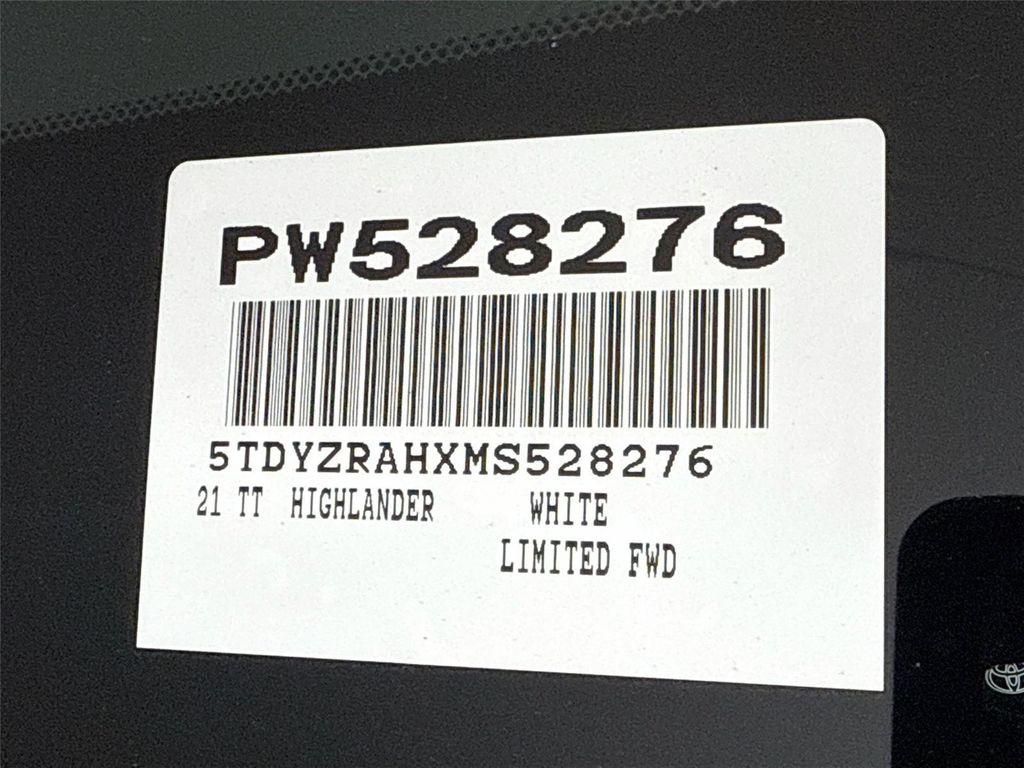 PW528276
5TDYZRAHXMS528276
21 TT HIGHLANDER WHITE
LIMITED FWD